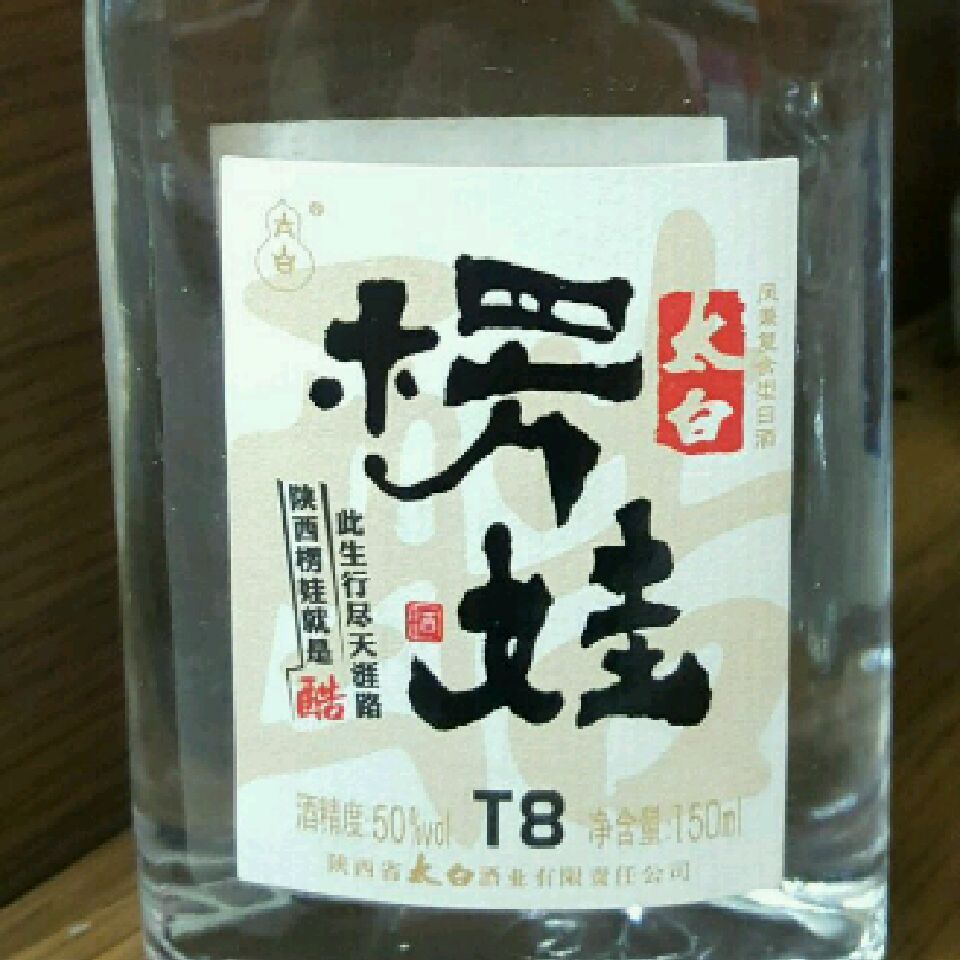 太白
®
楞娃
太白
风兼复合型白酒
酒
此生行尽天涯路
陕西楞娃就是酷
酒精度:50%vol
T8
净含量:150ml
陕西省太白酒业有限责任公司